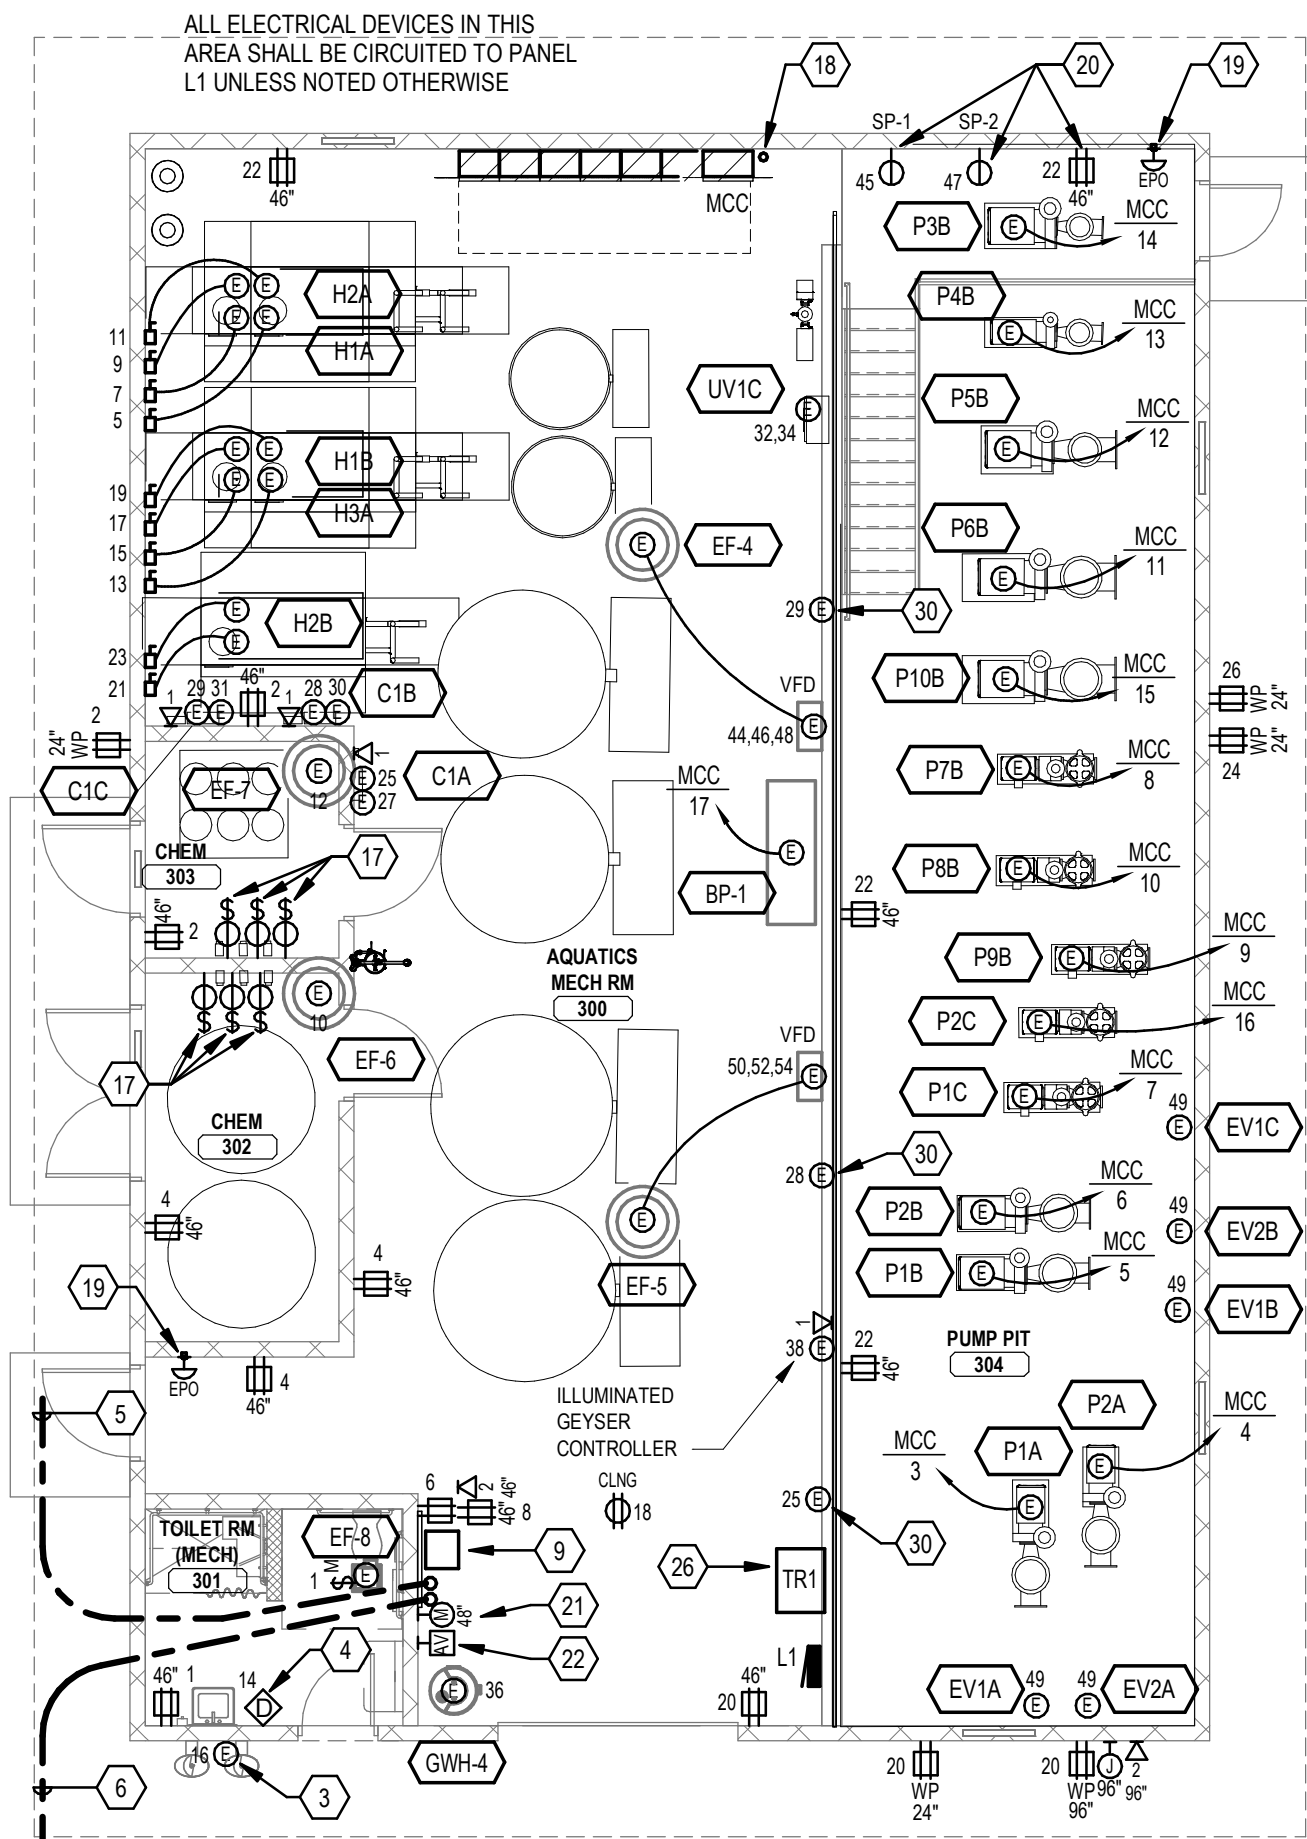 ALL ELECTRICAL DEVICES IN THIS
AREA SHALL BE CIRCUITED TO PANEL
L1 UNLESS NOTED OTHERWISE
18
20
19
SP-1
SP-2
22
46"
MCC
45
47
22
46"
EPO
P3B
MCC
14
E
H2A
E
E
E
E
H1A
P4B
MCC
13
E
11
9
7
5
UV1C
E
32,34
P5B
MCC
12
E
H1B
E
E
E
E
H3A
19
17
15
13
E
EF-4
P6B
MCC
11
E
H2B
E
E
29
E
30
23
21
C1B
P10B
MCC
15
E
1
29
31
46"
2
1
28
30
E
E
E
E
VFD
44,46,48
E
26
WP
24"
24
WP
24"
2
24"
WP
C1C
EF-7
E
12
1
E
25
E
27
C1A
MCC
17
P7B
MCC
8
E
CHEM
303
17
BP-1
E
P8B
MCC
10
E
22
46"
46"
2
AQUATICS
MECH RM
300
P9B
MCC
9
E
E
10
P2C
MCC
16
E
EF-6
VFD
50,52,54
E
17
P1C
MCC
7
E
49
E
EV1C
CHEM
302
30
28
E
P2B
MCC
6
E
49
E
EV2B
4
46"
E
4
46"
EF-5
P1B
MCC
5
E
49
E
EV1B
19
1
38
E
22
46"
PUMP PIT
304
EPO
4
46"
5
ILLUMINATED
GEYSER
CONTROLLER
P2A
MCC
4
E
P1A
MCC
3
E
CLNG
18
6
46"
2
46"
8
25
E
30
TOILET RM
(MECH)
301
EF-8
1
$
M
E
9
26
TR1
M
48"
21
AV
22
4
14
D
46"
1
E
36
L1
46"
20
EV1A
49
E
49
E
EV2A
16
E
3
GWH-4
6
20
WP
24"
20
WP
96"
J
96"
2
96"